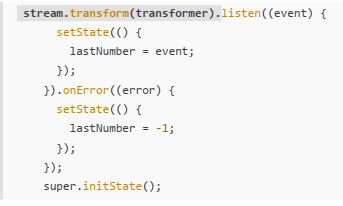 stream.transform(transformer).listen((event) {
setState(() {
lastNumber = event;
});
}).onError((error) {
setState(() {
lastNumber = -1;
});
});
super.initState();